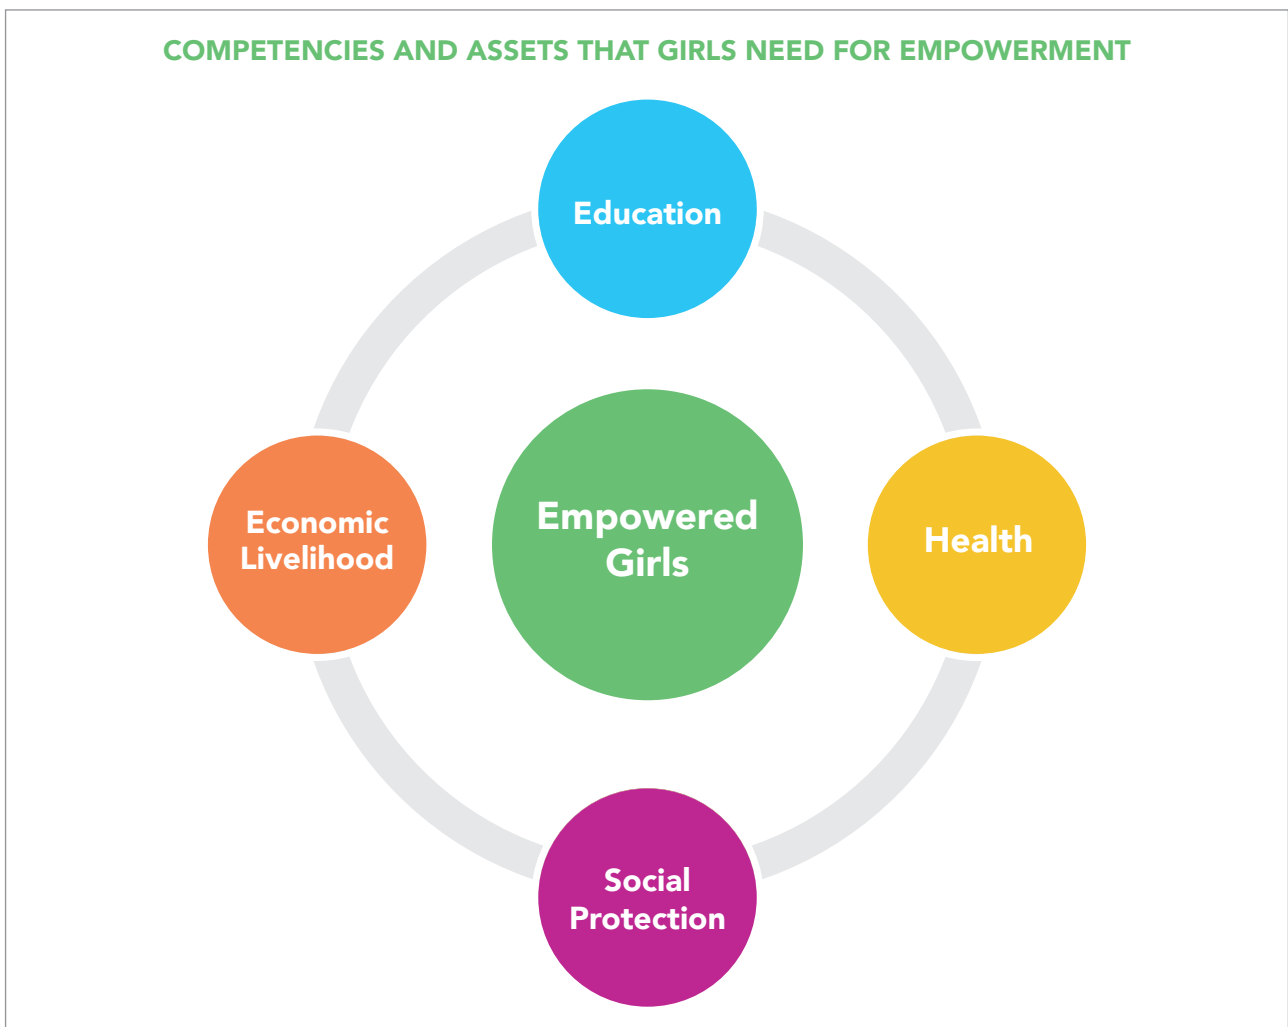 COMPETENCIES AND ASSETS THAT GIRLS NEED FOR EMPOWERMENT
Education
Economic
Livelihood
Empowered
Girls
Health
Social
Protection